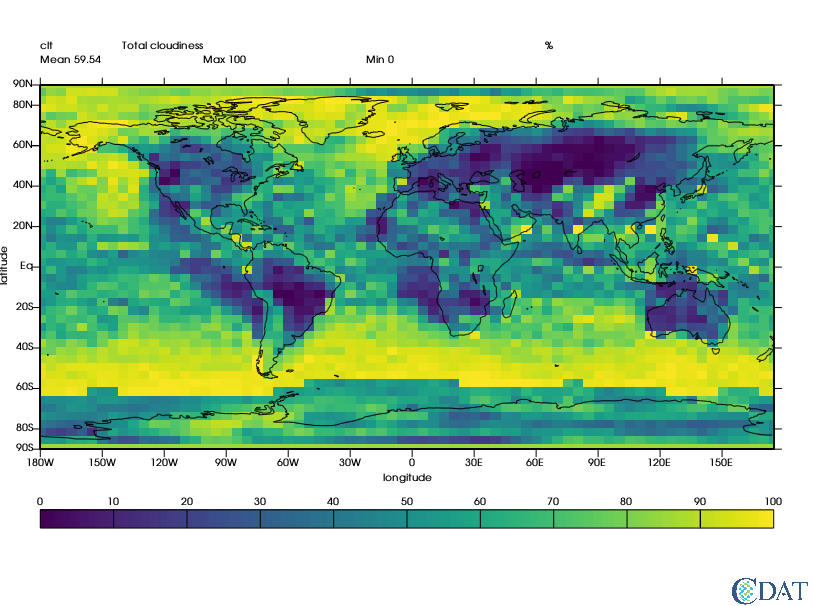 clt Total cloudiness %
Mean 59.54 Max 100 Min 0
90N
80N
60N
40N
20N
Eq
20S
40S
60S
80S
90S
latitude
180W 150W 120W 90W 60W 30W 0 30E 60E 90E 120E 150E
longitude
0 10 20 30 40 50 60 70 80 90 100
CDAT